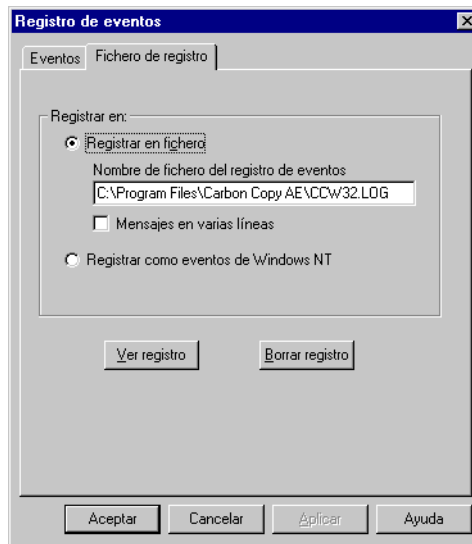 Registro de eventos
Eventos
Fichero de registro
Registrar en:
Registrar en fichero
Nombre de fichero del registro de eventos
C:\Program Files\Carbon Copy AE\CCW32.LOG
Mensajes en varias líneas
Registrar como eventos de Windows NT
Ver registro
Borrar registro
Aceptar
Cancelar
Aplicar
Ayuda